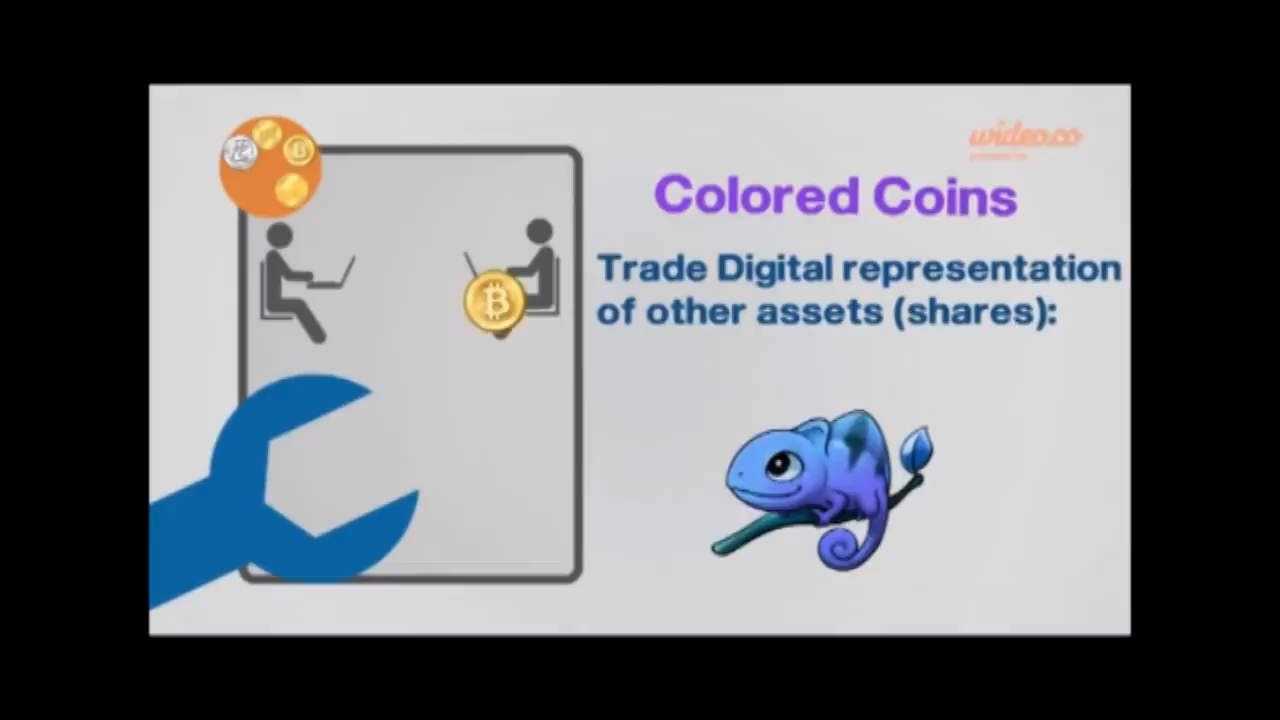 wideo.co
Colored Coins
Trade Digital representation
of other assets (shares):